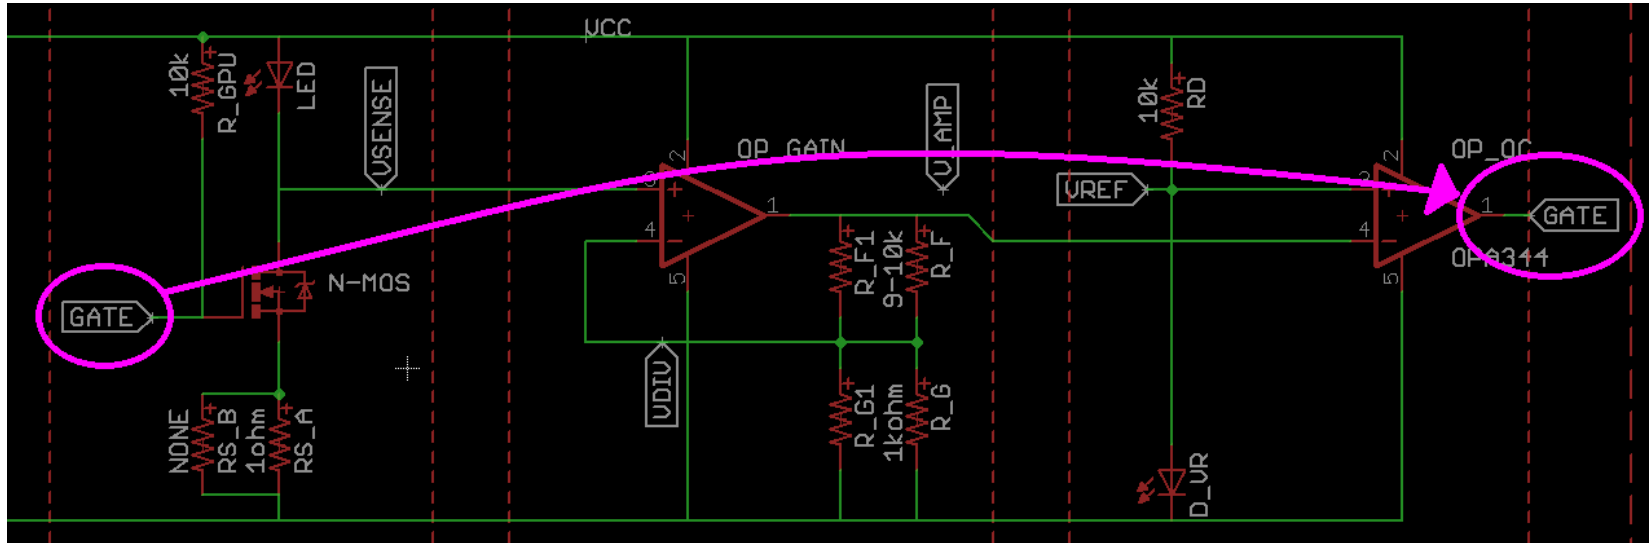 VCC
10k
R_GPU
LED
VSENSE
GATE
N-MOS
NONE
RS_B
1ohm
RS_A
OP_GAIN
2
3
4
1
5
VDIV
R_F1
9-10k
R_F
R_G1
1kohm
R_G
V_AMP
VREF
10k
RD
D_VR
OP_OC
2
3
4
1
5
OPA344
GATE